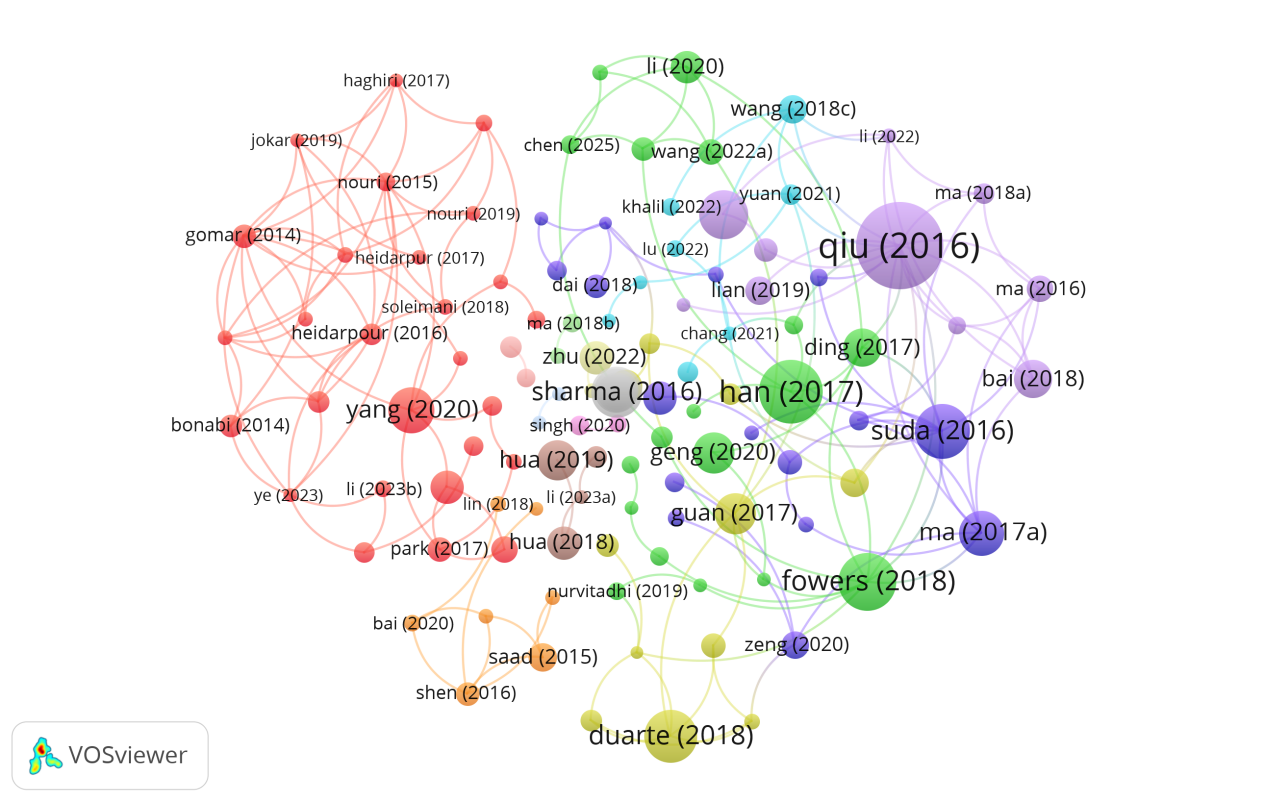 li (2020)
haghiri (2017)
wang (2018c)
li (2022)
jokar (2019)
chen (2025)
wang (2022a)
nouri (2015)
yuan (2021)
ma (2018a)
khalil (2022)
nouri (2019)
gomar (2014)
qiu (2016)
lu (2022)
heidarpur (2017)
dai (2018)
lian (2019)
ma (2016)
soleimani (2018)
ma (2018b)
heidarpour (2016)
chang (2021)
ding (2017)
zhu (2022)
bai (2018)
sharma (2016)
han (2017)
yang (2020)
bonabi (2014)
singh (2020)
suda (2016)
geng (2020)
hua (2019)
li (2023b)
ye (2023)
li (2023a)
lin (2018)
guan (2017)
ma (2017a)
hua (2018)
park (2017)
fowers (2018)
nurvitadhi (2019)
bai (2020)
zeng (2020)
saad (2015)
shen (2016)
duarte (2018)
VOSviewer